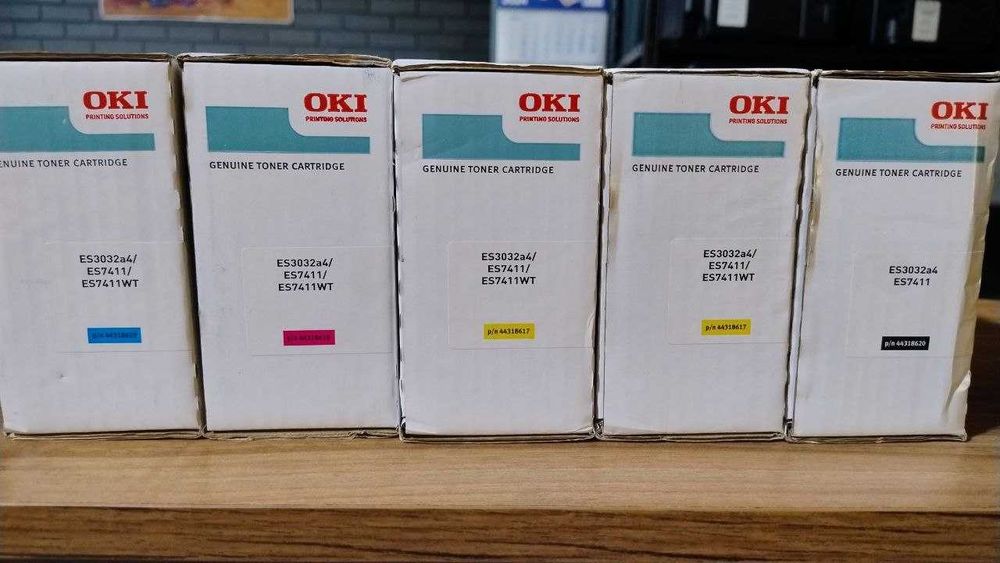 OKI
PRINTING SOLUTIONS
GENUINE TONER CARTRIDGE
ES3032a4/
ES7411/
ES7411WT
OKI
PRINTING SOLUTIONS
GENUINE TONER CARTRIDGE
ES3032a4/
ES7411/
ES7411WT
OKI
PRINTING SOLUTIONS
GENUINE TONER CARTRIDGE
ES3032a4/
ES7411/
ES7411WT
p/n 44318617
OKI
PRINTING SOLUTIONS
GENUINE TONER CARTRIDGE
ES3032a4/
ES7411/
ES7411WT
p/n 44318617
OKI
PRINTING SOLUTIONS
GENUINE TONER CARTRIDGE
ES3032a4
ES7411
p/n 44318620